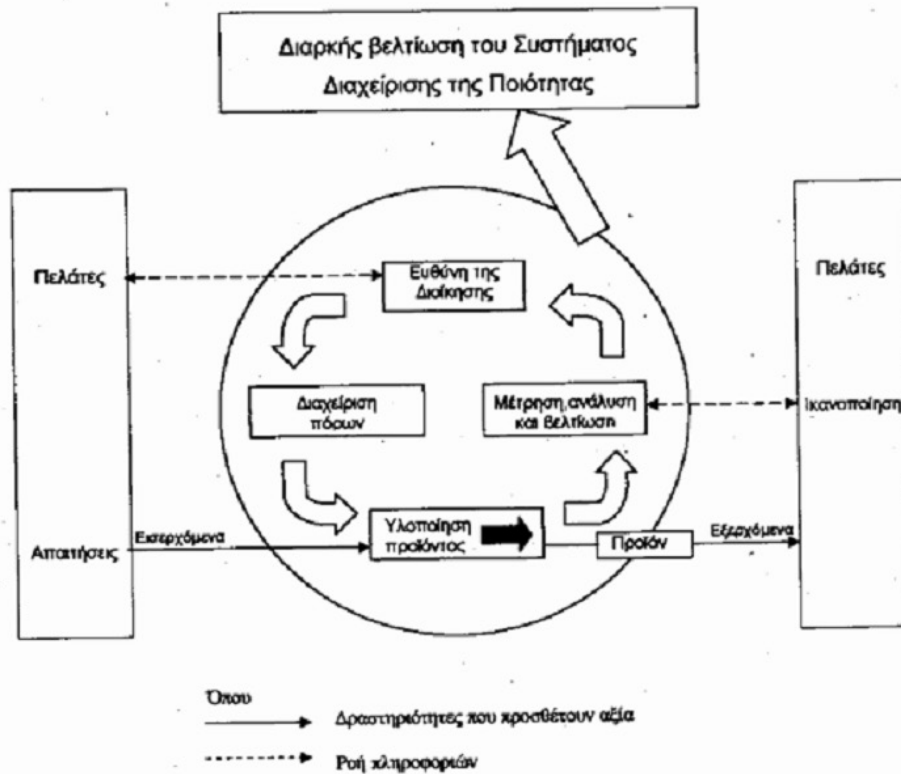 Διαρκής βελτίωση του Συστήματος
Διαχείρισης της Ποιότητας
Πελάτες
Ευθύνη της
Διοίκησης
Πελάτες
Διαχείριση
πόρων
Μέτρηση, ανάλυση
και βελτίωση
Ικανοποίηση
Απαιτήσεις
Εισερχόμενα
Υλοποίηση
προϊόντος
Προϊόν
Εξερχόμενα
Όπου
Δραστηριότητες που προσθέτουν αξία
Ροή πληροφοριών